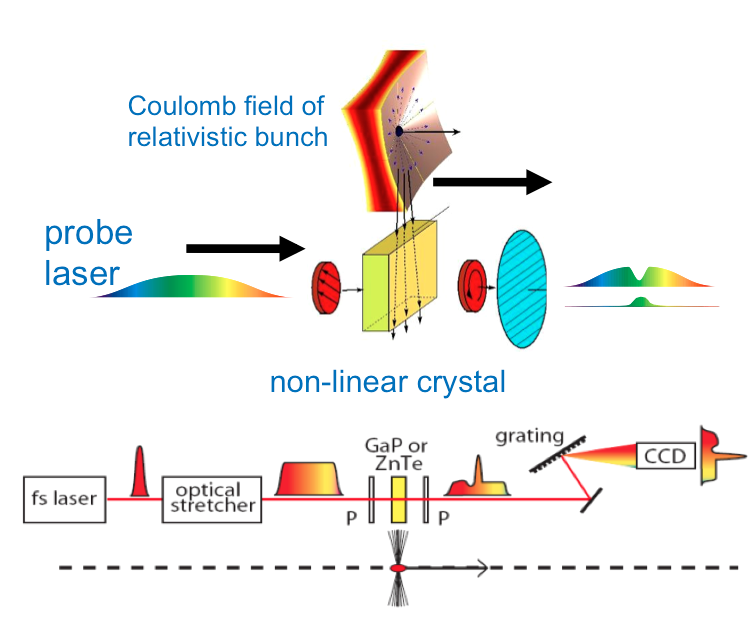 Coulomb field of
relativistic bunch
probe
laser
non-linear crystal
GaP or
ZnTe
grating
fs laser
optical
stretcher
P
P
CCD